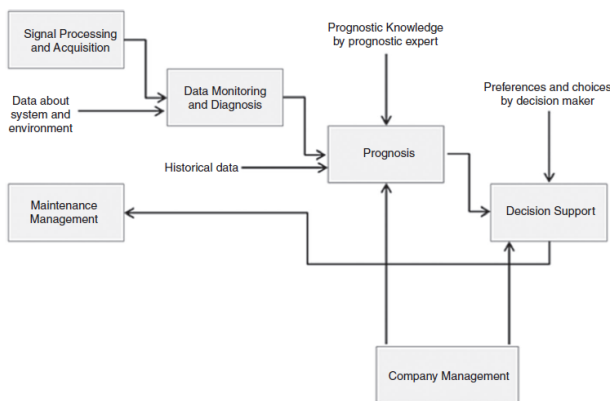 Signal Processing
and Acquisition
Prognostic Knowledge
by prognostic expert
Data about
system and
environment
Data Monitoring
and Diagnosis
Preferences and choices
by decision maker
Historical data
Prognosis
Maintenance
Management
Decision Support
Company Management